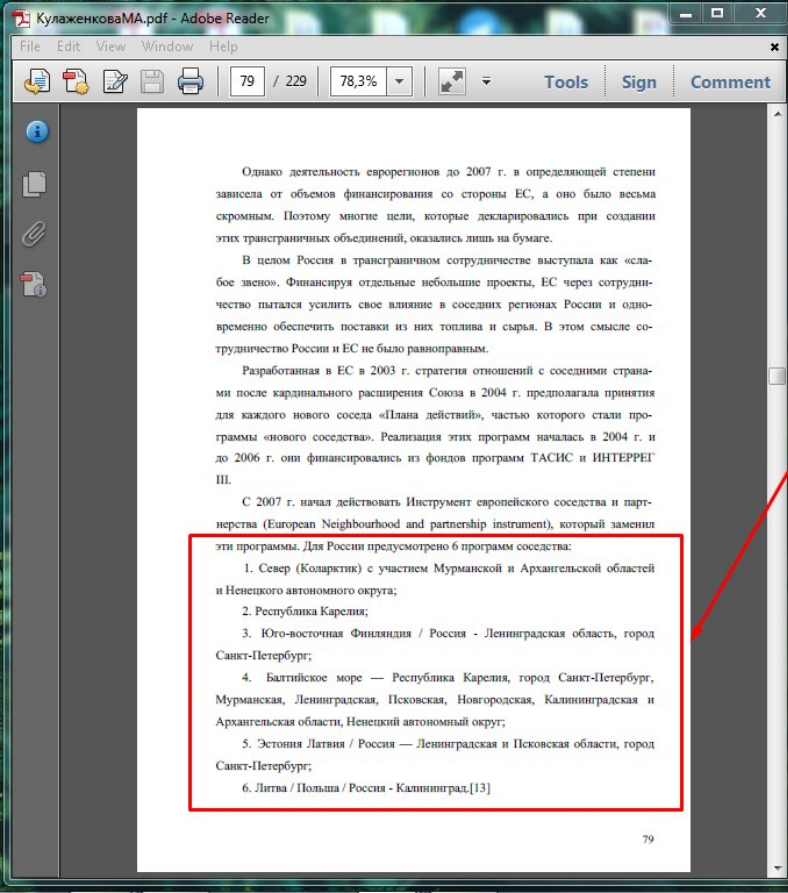 КулаженковаМА.pdf - Adobe Reader
File Edit View Window Help
79 / 229 78,3% Tools Sign Comment
Однако деятельность еврорегионов до 2007 г. в определяющей степени
зависела от объемов финансирования со стороны ЕС, а оно было весьма
скромным. Поэтому многие цели, которые декларировались при создании
этих трансграничных объединений, оказались лишь на бумаге.
В целом Россия в трансграничном сотрудничестве выступала как «сла-
бое звено». Финансируя отдельные небольшие проекты, ЕС через сотрудни-
чество пытался усилить свое влияние в соседних регионах России и одно-
временно обеспечить поставки из них топлива и сырья. В этом смысле со-
трудничество России и ЕС не было равноправным.
Разработанная в ЕС в 2003 г. стратегия отношений с соседними страна-
ми после кардинального расширения Союза в 2004 г. предполагала принятия
для каждого нового соседа «Плана действий», частью которого стали про-
граммы «нового соседства». Реализация этих программ началась в 2004 г. и
до 2006 г. они финансировались из фондов программ ТАСИС и ИНТЕРРЕГ
III.
С 2007 г. начал действовать Инструмент европейского соседства и парт-
нерства (European Neighbourhood and partnership instrument), который заменил
эти программы. Для России предусмотрено 6 программ соседства:
1. Север (Коларктик) с участием Мурманской и Архангельской областей
и Ненецкого автономного округа;
2. Республика Карелия;
3. Юго-восточная Финляндия / Россия - Ленинградская область, город
Санкт-Петербург;
4. Балтийское море — Республика Карелия, город Санкт-Петербург,
Мурманская, Ленинградская, Псковская, Новгородская, Калининградская и
Архангельская области, Ненецкий автономный округ;
5. Эстония Латвия / Россия — Ленинградская и Псковская области, город
Санкт-Петербург;
6. Литва / Польша / Россия - Калининград.[13]
79